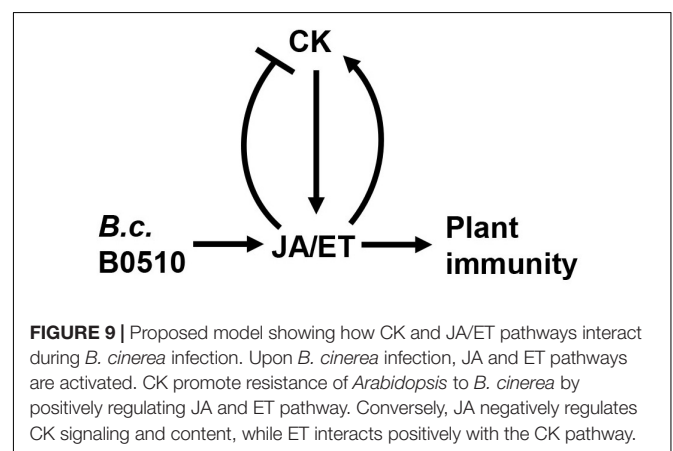 CK
B.c.
B0510
JA/ET
Plant
immunity
FIGURE 9 | Proposed model showing how CK and JA/ET pathways interact
during B. cinerea infection. Upon B. cinerea infection, JA and ET pathways
are activated. CK promote resistance of Arabidopsis to B. cinerea by
positively regulating JA and ET pathway. Conversely, JA negatively regulates
CK signaling and content, while ET interacts positively with the CK pathway.